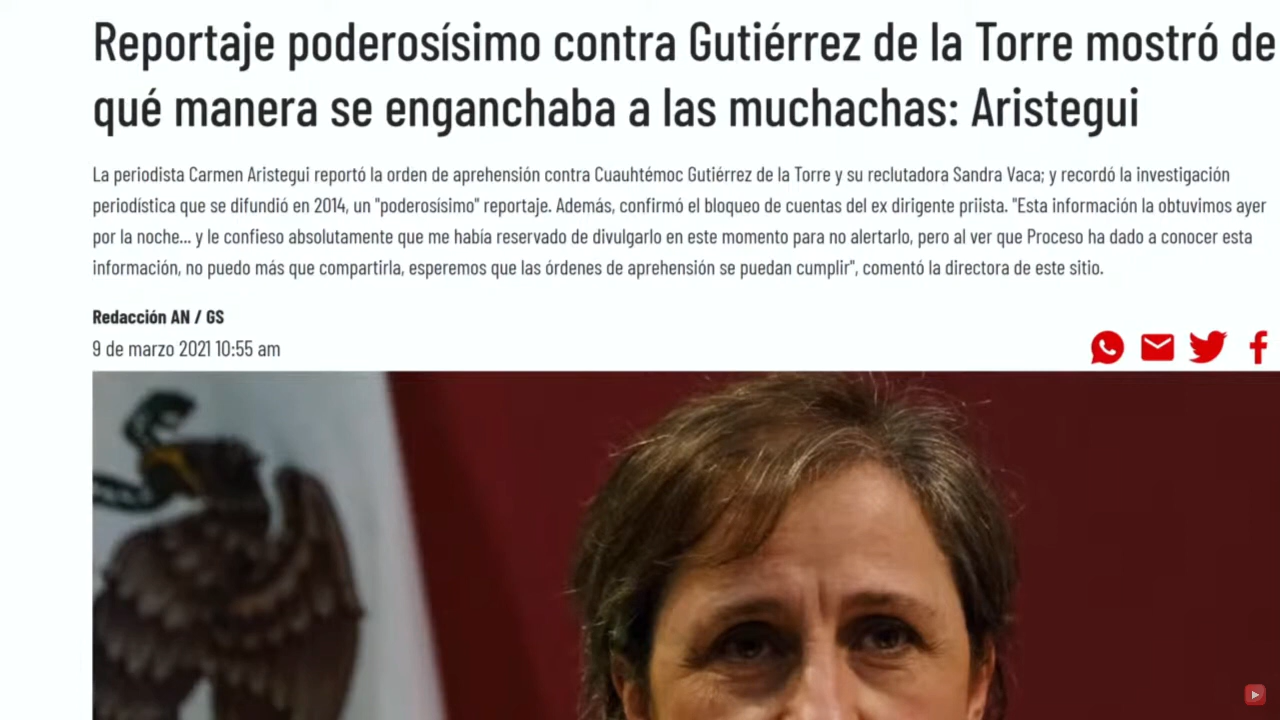 Reportaje poderosísimo contra Gutiérrez de la Torre mostró de
qué manera se enganchaba a las muchachas: Aristegui
La periodista Carmen Aristegui reportó la orden de aprehensión contra Cuauhtémoc Gutiérrez de la Torre y su reclutadora Sandra Vaca; y recordó la investigación
periodística que se difundió en 2014, un "poderosísimo" reportaje. Además, confirmó el bloqueo de cuentas del ex dirigente priista. "Esta información la obtuvimos ayer
por la noche... y le confieso absolutamente que me había reservado de divulgarlo en este momento para no alertarlo, pero al ver que Proceso ha dado a conocer esta
información, no puedo más que compartirla, esperemos que las órdenes de aprehensión se puedan cumplir", comentó la directora de este sitio.
Redacción AN / GS
9 de marzo 2021 10:55 am